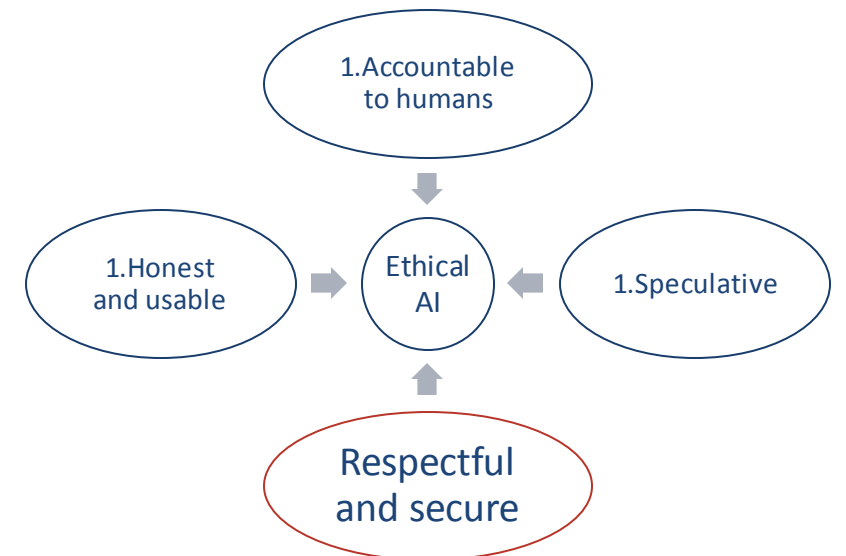 1.Accountable
to humans
1.Honest
and usable
Ethical
AI
1.Speculative
Respectful
and secure